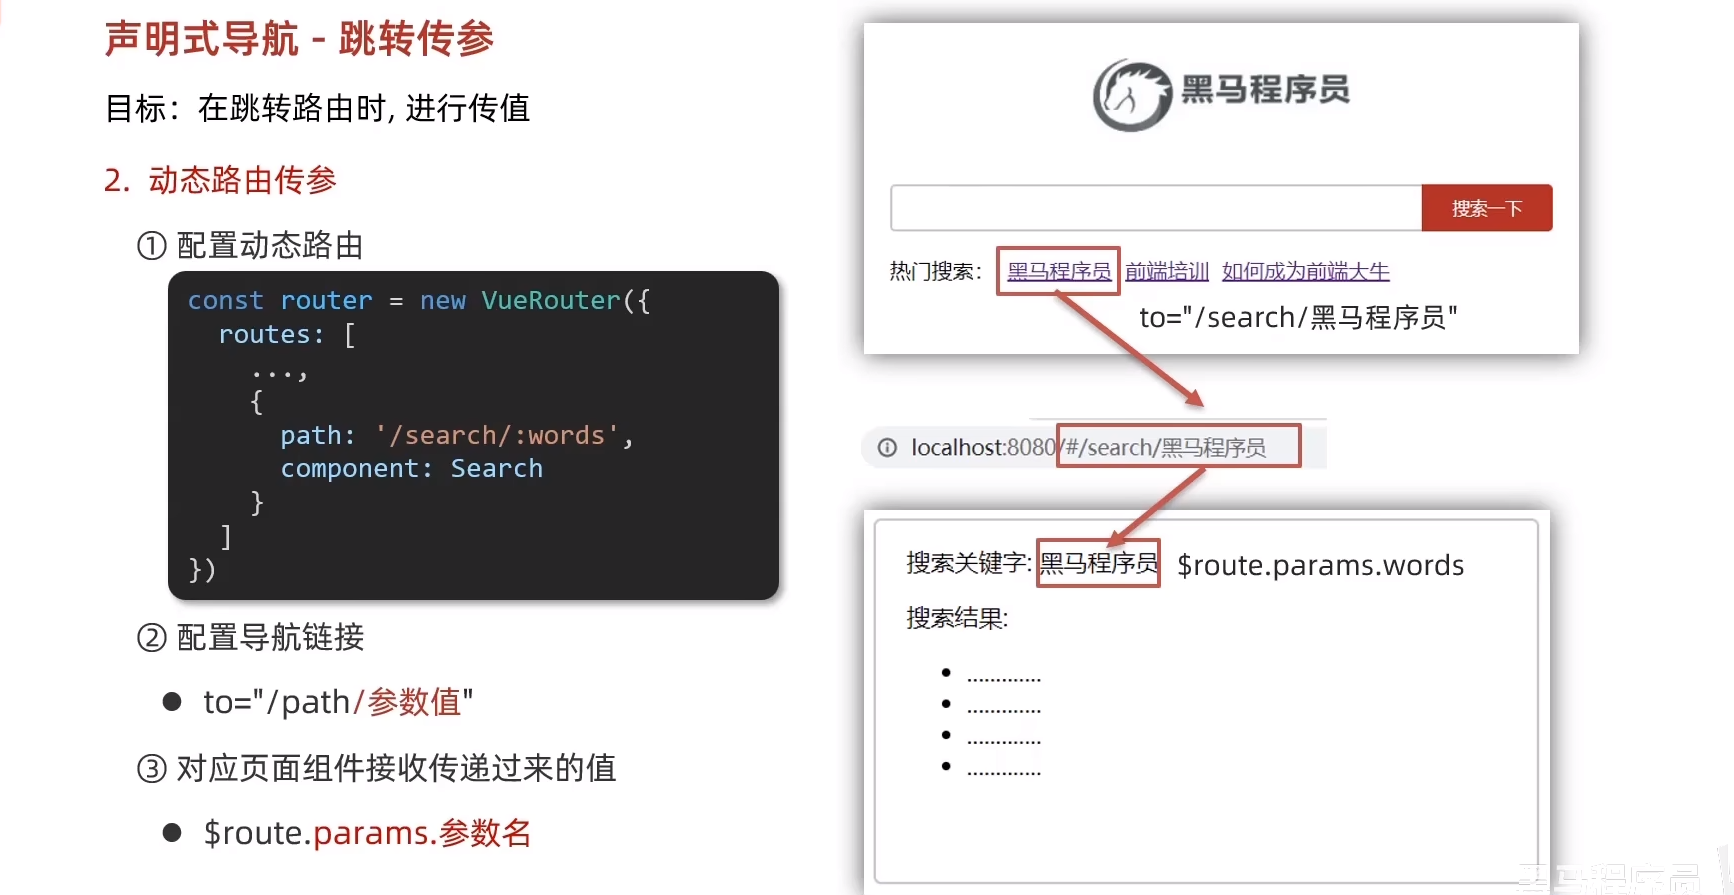 声明式导航 - 跳转传参
目标：在跳转路由时, 进行传值
2. 动态路由传参
① 配置动态路由
const router = new VueRouter({
  routes: [
    ...,
    {
      path: '/search/:words',
      component: Search
    }
  ]
})
② 配置导航链接
● to="/path/参数值"
③ 对应页面组件接收传递过来的值
● $route.params.参数名
黑马程序员
搜索一下
热门搜索： 黑马程序员 前端培训 如何成为前端大牛
to="/search/黑马程序员"
localhost:8080/#/search/黑马程序员
搜索关键字: 黑马程序员 $route.params.words
搜索结果:
• .............
• .............
• .............
• .............
黑马程序员